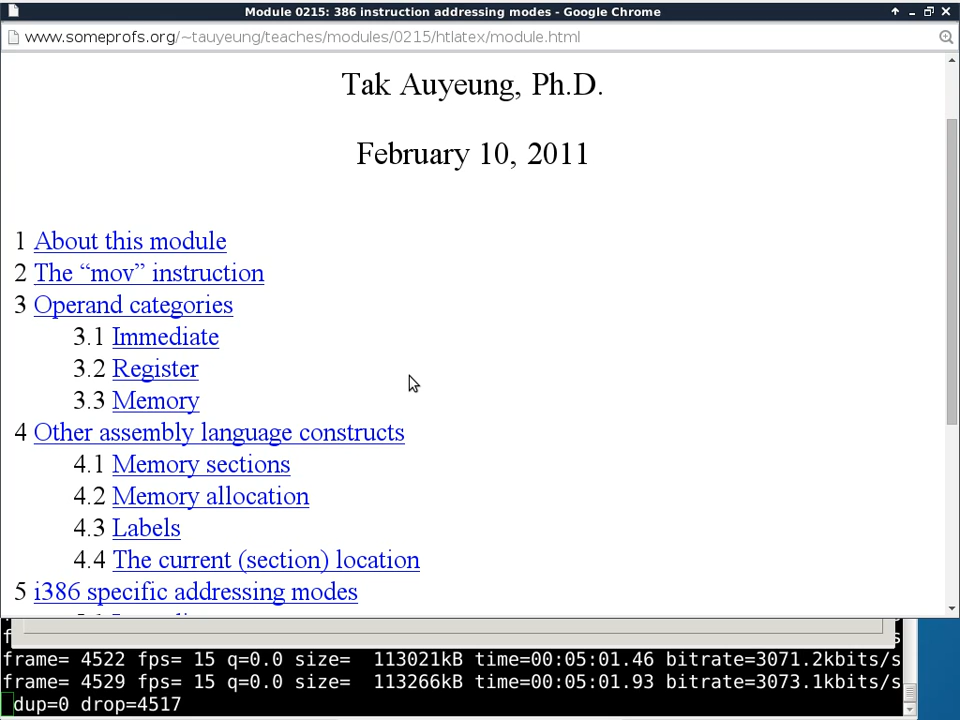 Module 0215: 386 instruction addressing modes - Google Chrome
www.someprofs.org/~tauyeung/teaches/modules/0215/htlatex/module.html
Tak Auyeung, Ph.D.
February 10, 2011
1 About this module
2 The “mov” instruction
3 Operand categories
3.1 Immediate
3.2 Register
3.3 Memory
4 Other assembly language constructs
4.1 Memory sections
4.2 Memory allocation
4.3 Labels
4.4 The current (section) location
5 i386 specific addressing modes
frame= 4522 fps= 15 q=0.0 size=  113021kB time=00:05:01.46 bitrate=3071.2kbits/s
frame= 4529 fps= 15 q=0.0 size=  113266kB time=00:05:01.93 bitrate=3073.1kbits/s
dup=0 drop=4517